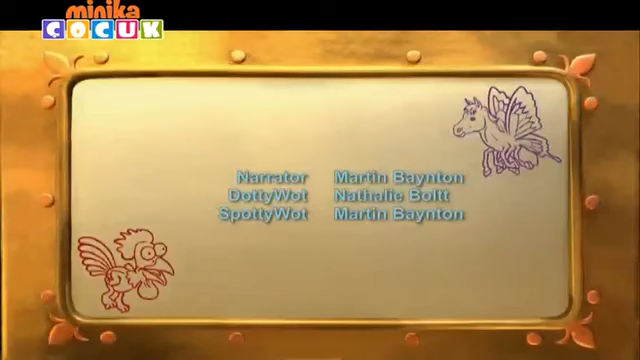 minika
ÇOCUK
Narrator Martin Baynton
DottyWot Nathalie Boltt
SpottyWot Martin Baynton